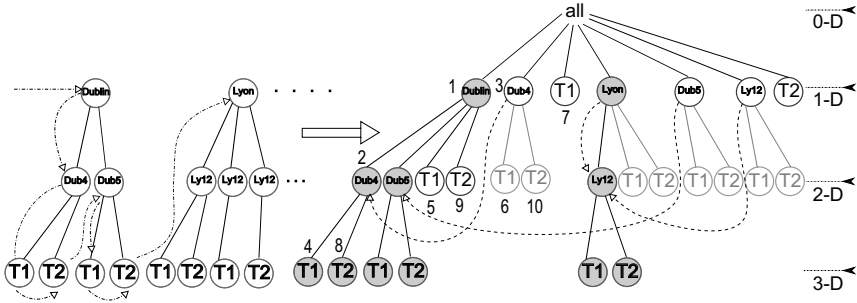 all
0-D
Dublin Lyon . . . . 1 Dublin 3 Dub4 T1 Lyon Dub5 Ly12 T2 1-D
7
2
Dub4 Dub5 Ly12 Ly12 Ly12 ... Dub4 Dub5 T1 T2 T1 T2 Ly12 T1 T2 T1 T2 T1 T2 2-D
5 9 6 10
4 8
T1 T2 T1 T2 T1 T2 T1 T2 T1 T2 T1 T2 T1 T2 3-D